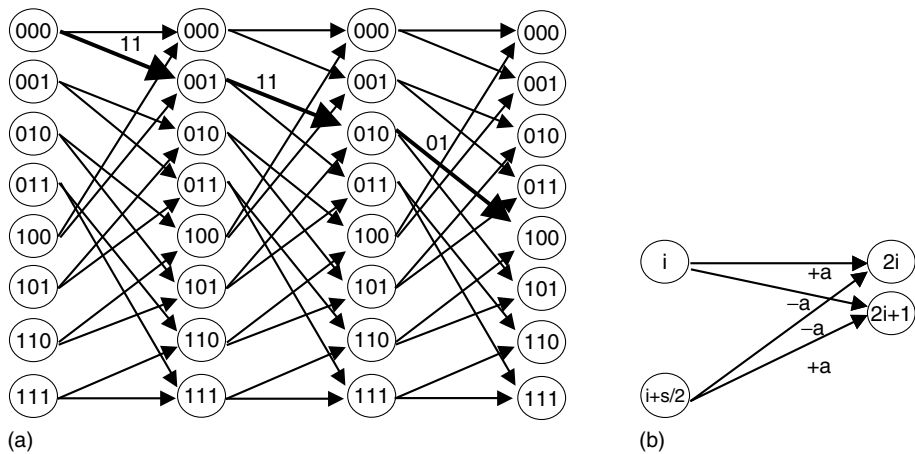 000 000 000 000
11
001 001 001 001
11
010 010 010 010
01
011 011 011 011
100 100 100 100
101 101 101 101
110 110 110 110
111 111 111 111
(a)
i 2i
+a
−a
2i+1
−a
+a
i+s/2
(b)